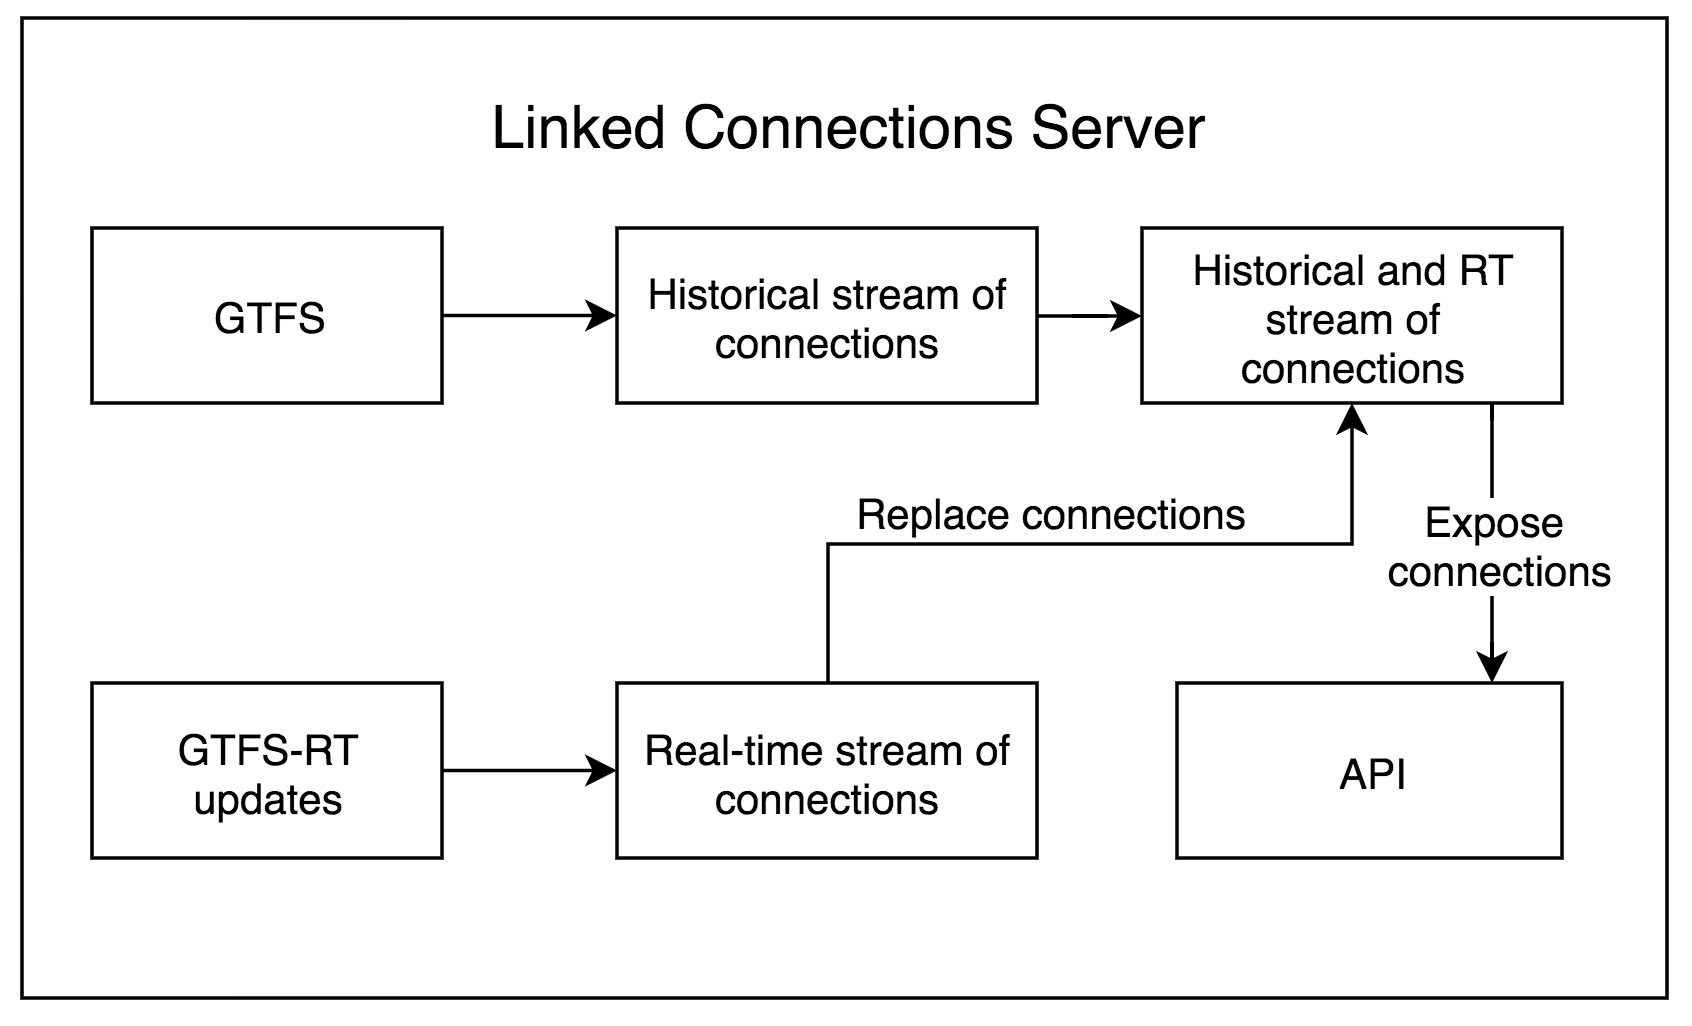 Linked Connections Server
GTFS
Historical stream of
connections
Historical and RT
stream of
connections
Replace connections
Expose
connections
GTFS-RT
updates
Real-time stream of
connections
API